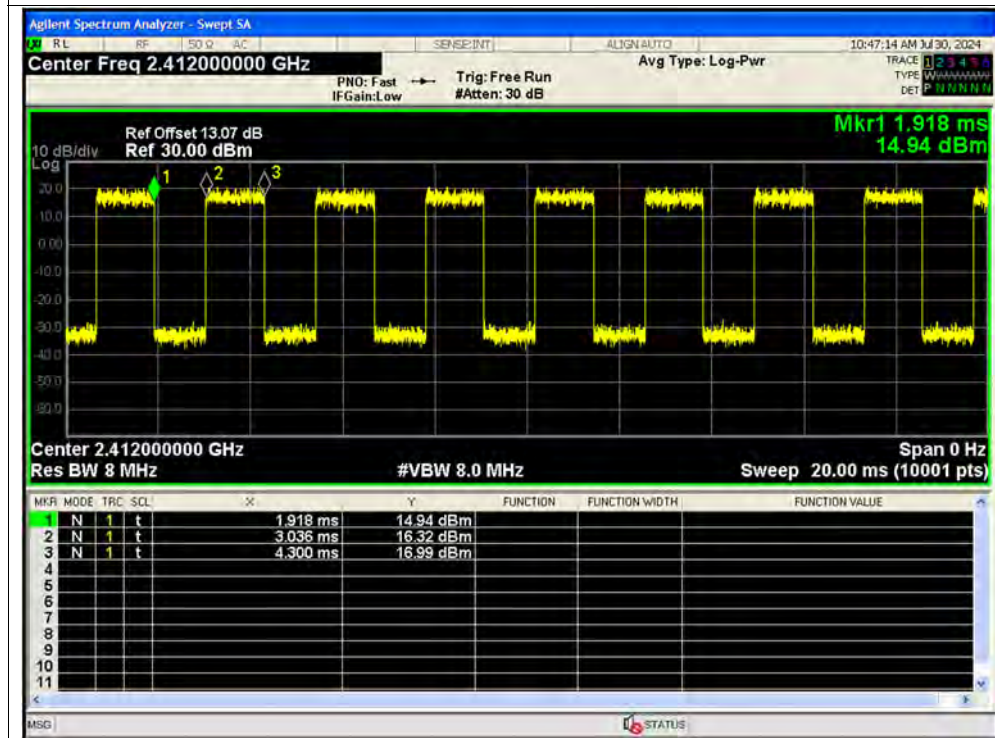 Agilent Spectrum Analyzer - Swept SA
LXI RL RF 50 Ω AC SENSE:INT ALIGN AUTO 10:47:14 AM Jul 30, 2024
Center Freq 2.412000000 GHz
Avg Type: Log-Pwr
TRACE 1 2 3 4 5 6
PNO: Fast Trig: Free Run
TYPE W
IFGain:Low #Atten: 30 dB
DET P N N N N N
Mkr1 1.918 ms
14.94 dBm
Ref Offset 13.07 dB
10 dB/div Ref 30.00 dBm
Log
1 2 3
20.0
10.0
0.00
-10.0
-20.0
-30.0
-40.0
-50.0
-60.0
Center 2.412000000 GHz Span 0 Hz
Res BW 8 MHz #VBW 8.0 MHz Sweep 20.00 ms (10001 pts)
MKR MODE TRC SCL X Y FUNCTION FUNCTION WIDTH FUNCTION VALUE
1 N 1 t 1.918 ms 14.94 dBm
2 N 1 t 3.036 ms 16.32 dBm
3 N 1 t 4.300 ms 16.99 dBm
4
5
6
7
8
9
10
11
MSG STATUS